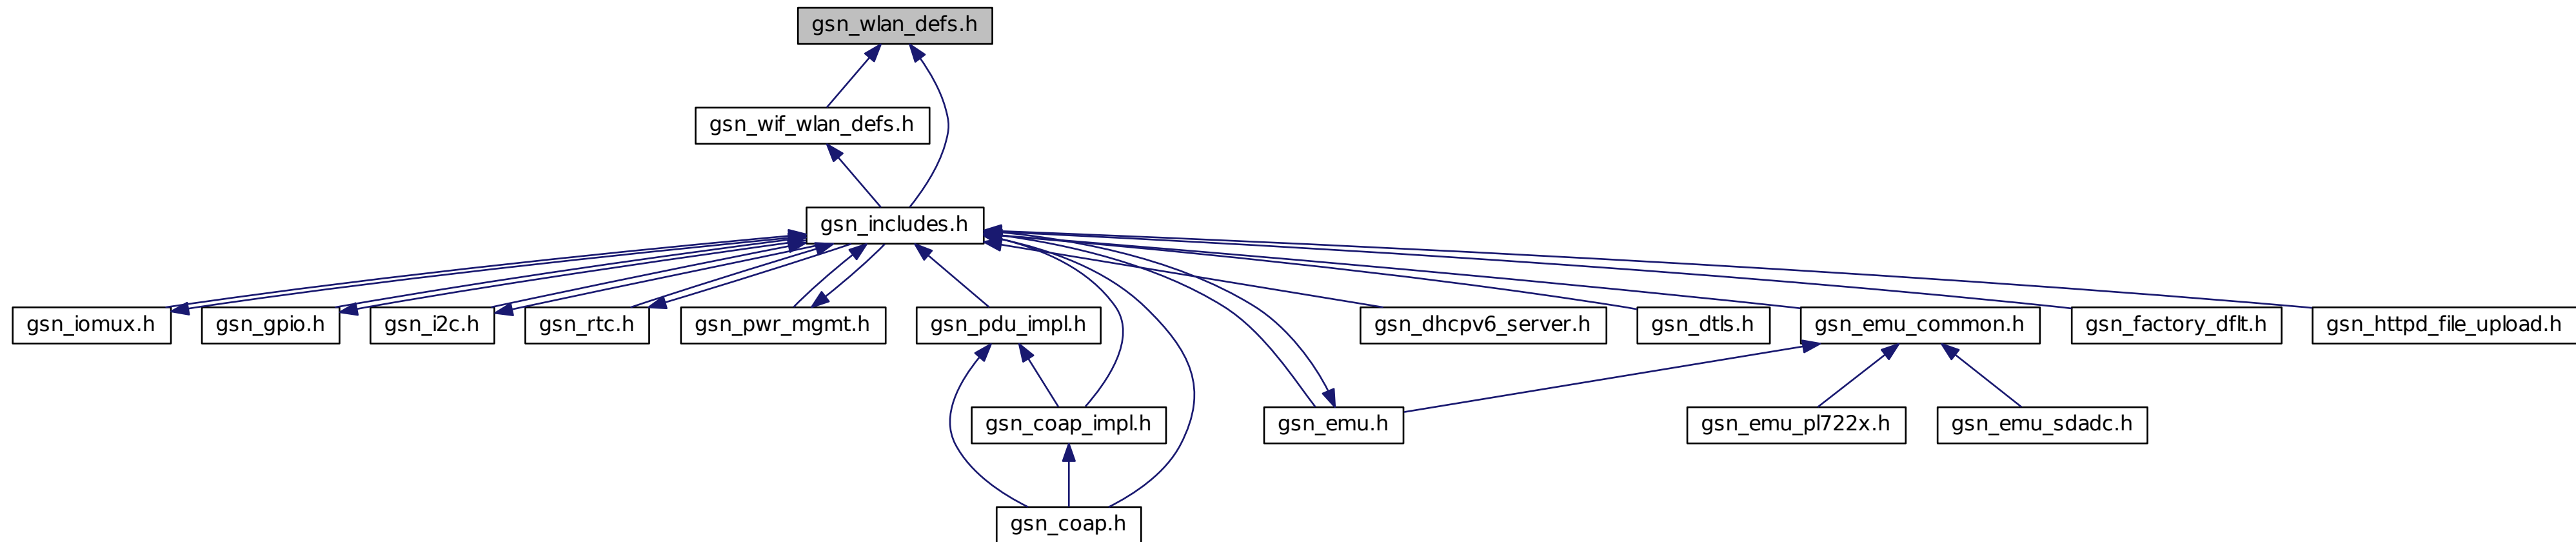 gsn_wlan_defs.h
gsn_wif_wlan_defs.h
gsn_includes.h
gsn_iomux.h
gsn_gpio.h
gsn_i2c.h
gsn_rtc.h
gsn_pwr_mgmt.h
gsn_pdu_impl.h
gsn_dhcpv6_server.h
gsn_dtls.h
gsn_emu_common.h
gsn_factory_dflt.h
gsn_httpd_file_upload.h
gsn_coap_impl.h
gsn_emu.h
gsn_emu_pl722x.h
gsn_emu_sdadc.h
gsn_coap.h